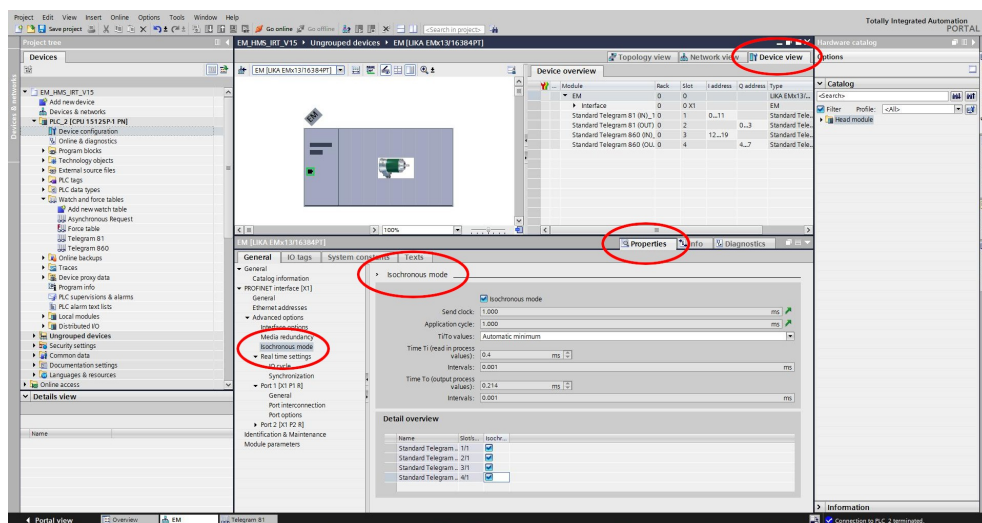 Project Edit View Insert Online Options Tools Window Help
Totally Integrated Automation
PORTAL
Save project
Go online Go offline
<Search in project>
Project tree
EM_HMS_IRT_V15 ▸ Ungrouped devices ▸ EM [LIKA EMx13/16384PT]
Hardware catalog
Devices
Topology view Network view Device view
Options
EM [LIKA EMx13/16384PT]
Device overview
Devices & networks
EM_HMS_IRT_V15
Add new device
Devices & networks
PLC_2 [CPU 1512SP-1 PN]
Device configuration
Online & diagnostics
Program blocks
Technology objects
External source files
PLC tags
PLC data types
Watch and force tables
Add new watch table
Asynchronous Request
Force table
Telegram 81
Telegram 860
Online backups
Traces
Device proxy data
Program info
PLC supervisions & alarms
PLC alarm text lists
Local modules
Distributed I/O
Ungrouped devices
Security settings
Common data
Documentation settings
Languages & resources
Online access
Details view
Name
EM
100%
... Module Rack Slot I address Q address Type
EM 0 0 LIKA EMx13/...
Interface 0 0 X1 EM
Standard Telegram 81 (IN)_1 0 1 0...11 Standard Tele..
Standard Telegram 81 (OUT) 0 2 0...3 Standard Tele..
Standard Telegram 860 (IN)_ 0 3 12...19 Standard Tele..
Standard Telegram 860 (OU.. 0 4 4...7 Standard Tele..
Catalog
<Search>
Filter Profile: <All>
Head module
Information
EM [LIKA EMx13/16384PT]
Properties Info Diagnostics
General IO tags System constants Texts
General
Catalog information
PROFINET interface [X1]
General
Ethernet addresses
Advanced options
Interface options
Media redundancy
Isochronous mode
Real time settings
IO cycle
Synchronization
Port 1 [X1 P1 R]
General
Port interconnection
Port options
Port 2 [X1 P2 R]
Identification & Maintenance
Module parameters
Isochronous mode
Isochronous mode
Send clock: 1.000 ms
Application cycle: 1.000 ms
Ti/To values: Automatic minimum
Time Ti (read in process values): 0.4 ms
Intervals: 0.001 ms
Time To (output process values): 0.214 ms
Intervals: 0.001 ms
Detail overview
Name Slot/s... Isochr...
Standard Telegram .. 1/1
Standard Telegram .. 2/1
Standard Telegram .. 3/1
Standard Telegram .. 4/1
Portal view Overview EM Telegram 81
Connection to PLC_2 terminated.